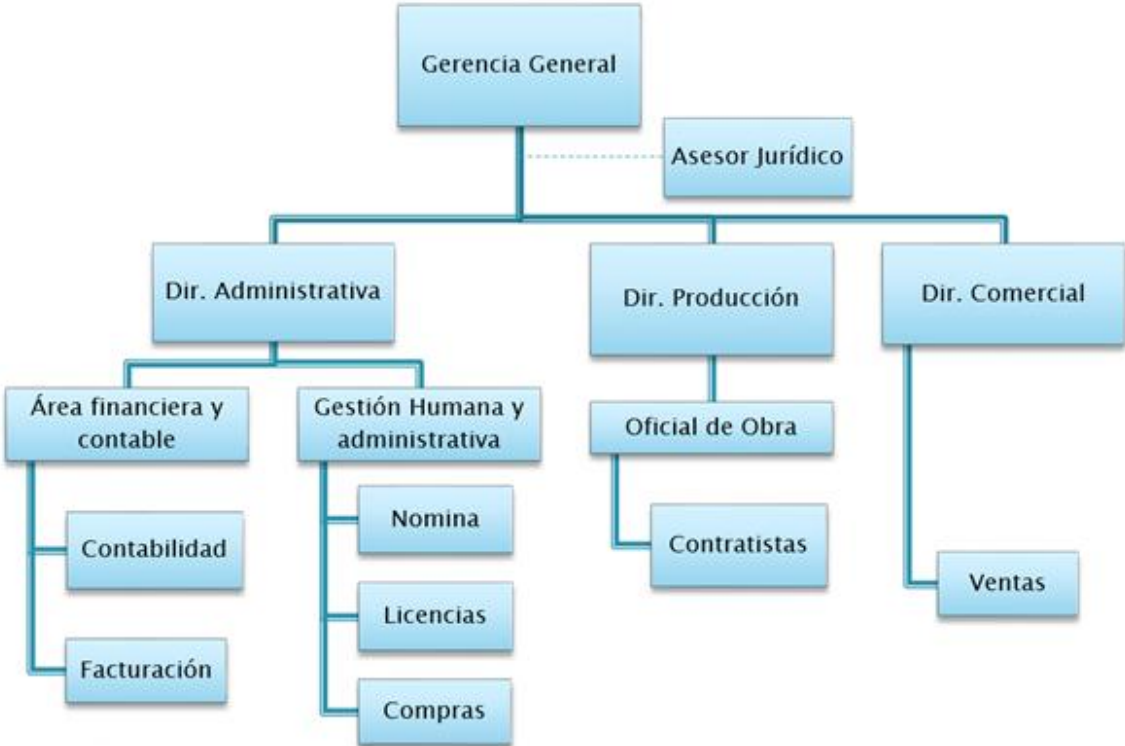 Gerencia General
Asesor Jurídico
Dir. Administrativa
Dir. Producción
Dir. Comercial
Área financiera y
contable
Gestión Humana y
administrativa
Oficial de Obra
Contabilidad
Nomina
Contratistas
Ventas
Licencias
Facturación
Compras